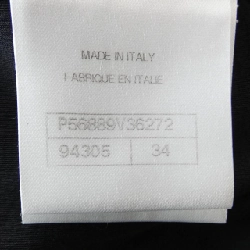 MADE IN ITALY
FABRIQUE EN ITALIE
P56889V36272
94305 34